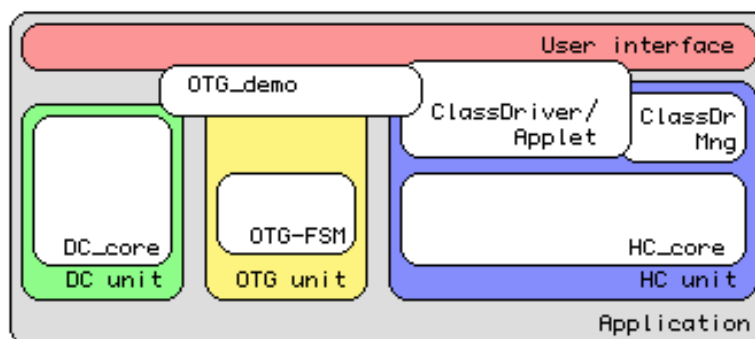 User interface
OTG_demo
ClassDriver/
Applet
ClassDr
Mng
DC_core
OTG-FSM
HC_core
DC unit
OTG unit
HC unit
Application